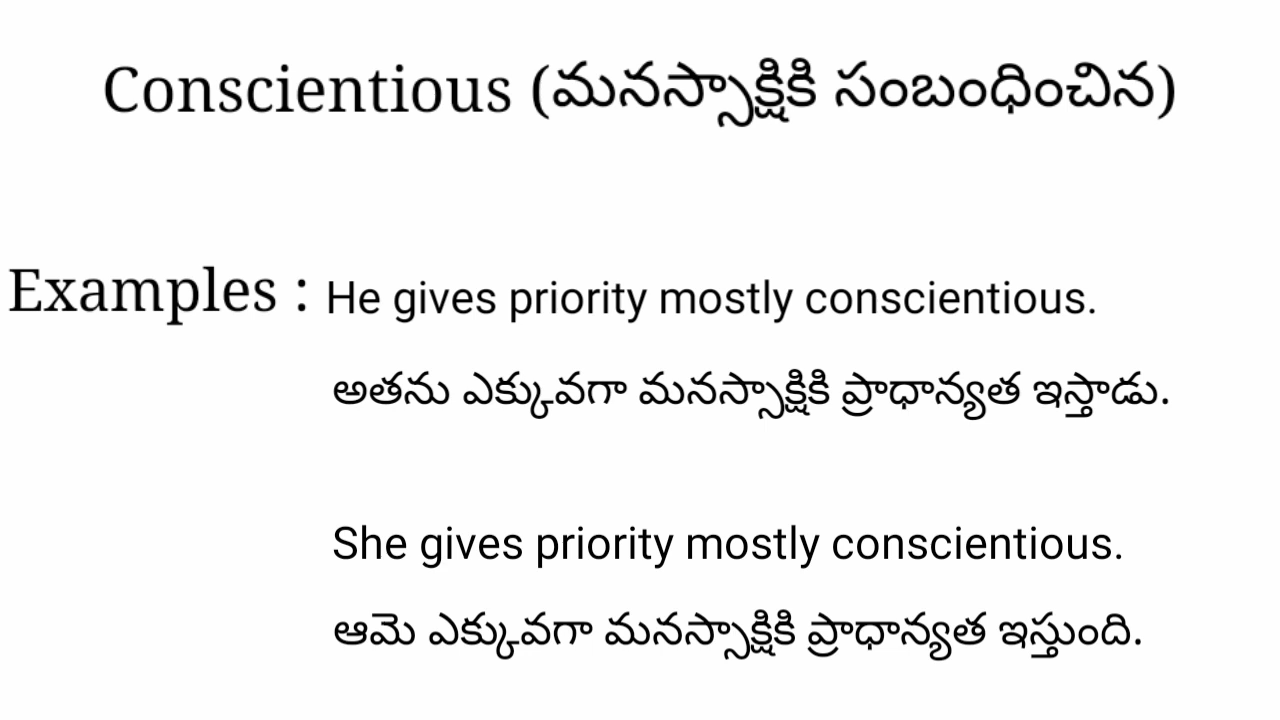 Conscientious (మనస్సాక్షికి సంబంధించిన)
Examples : He gives priority mostly conscientious.
అతను ఎక్కువగా మనస్సాక్షికి ప్రాధాన్యత ఇస్తాడు.
She gives priority mostly conscientious.
ఆమె ఎక్కువగా మనస్సాక్షికి ప్రాధాన్యత ఇస్తుంది.